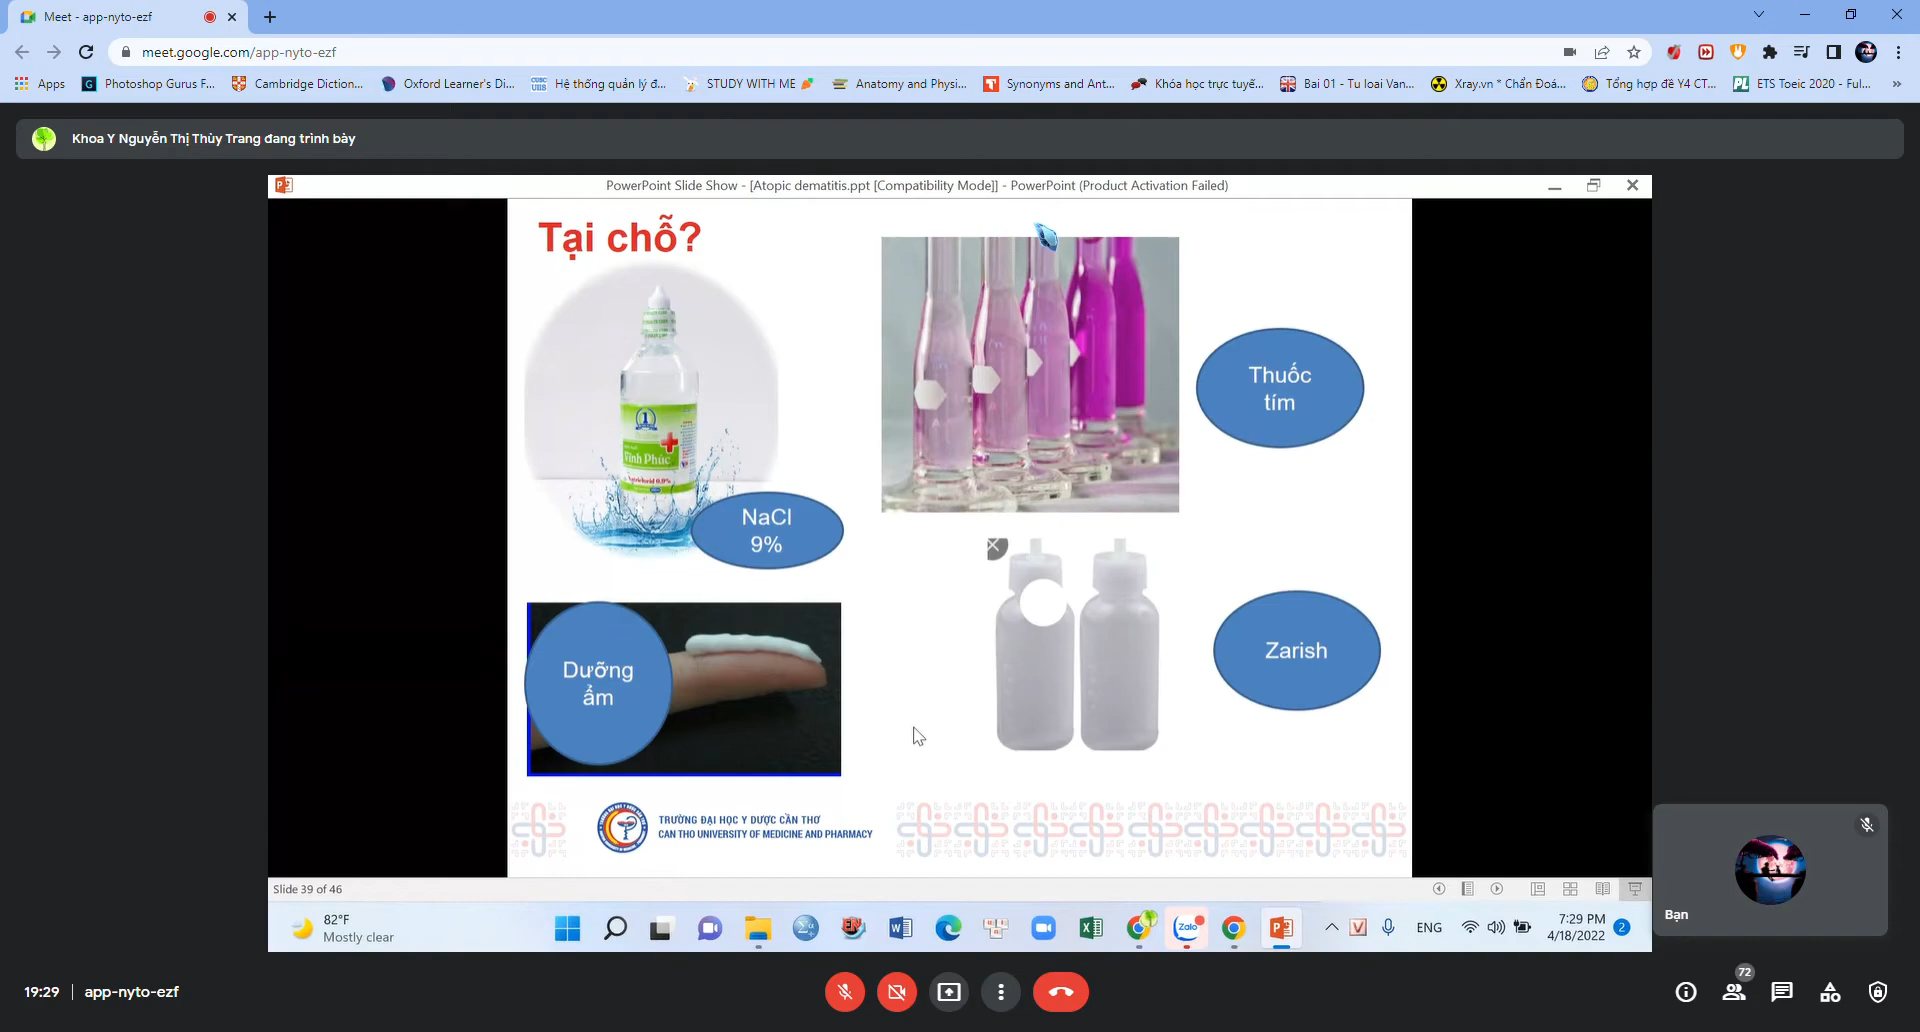 Meet - app-nyto-ezf
meet.google.com/app-nyto-ezf
Apps
Photoshop Gurus F...
Cambridge Diction...
Oxford Learner's Di...
CUSC UIIS
Hệ thống quản lý đ...
STUDY WITH ME
Anatomy and Physi...
Synonyms and Ant...
Khóa học trực tuyế...
Bai 01 - Tu loai Van...
Xray.vn * Chẩn Đoá...
Tổng hợp đề Y4 CT...
ETS Toeic 2020 - Ful...
Khoa Y Nguyễn Thị Thùy Trang đang trình bày
PowerPoint Slide Show - [Atopic dematitis.ppt [Compatibility Mode]] - PowerPoint (Product Activation Failed)
Tại chỗ?
Vĩnh Phúc
NaCl
9%
Thuốc
tím
Dưỡng
ẩm
Zarish
TRƯỜNG ĐẠI HỌC Y DƯỢC CẦN THƠ
CAN THO UNIVERSITY OF MEDICINE AND PHARMACY
Slide 39 of 46
82°F
Mostly clear
Zalo
ENG
7:29 PM
4/18/2022
2
Bạn
19:29
app-nyto-ezf
72